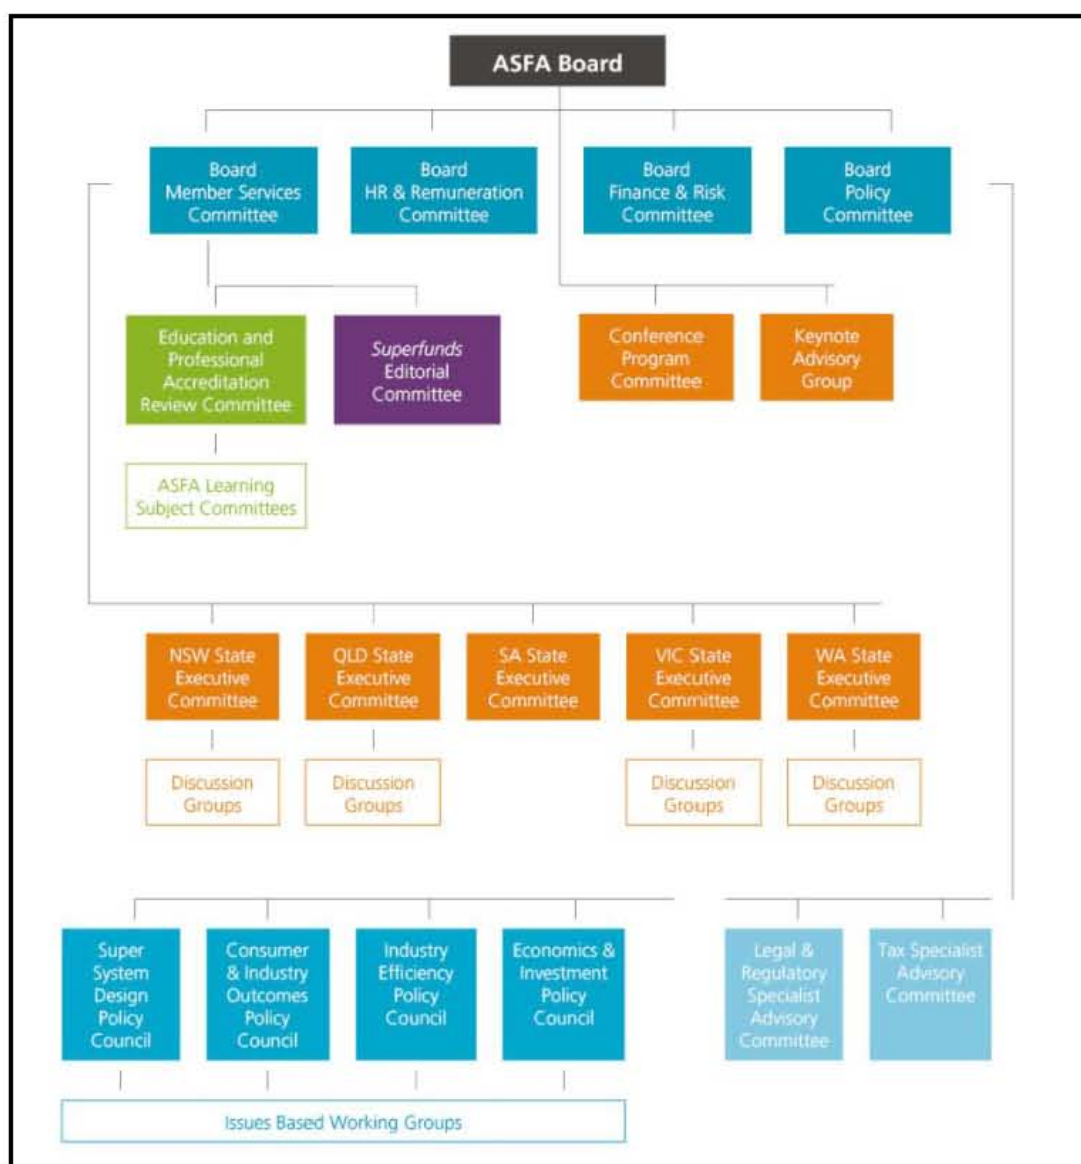 ASFA Board
Board
Member Services
Committee
Board
HR & Remuneration
Committee
Board
Finance & Risk
Committee
Board
Policy
Committee
Education and
Professional
Accreditation
Review Committee
Superfunds
Editorial
Committee
Conference
Program
Committee
Keynote
Advisory
Group
ASFA Learning
Subject Committees
NSW State
Executive
Committee
QLD State
Executive
Committee
SA State
Executive
Committee
VIC State
Executive
Committee
WA State
Executive
Committee
Discussion
Groups
Discussion
Groups
Discussion
Groups
Discussion
Groups
Super
System
Design
Policy
Council
Consumer
& Industry
Outcomes
Policy
Council
Industry
Efficiency
Policy
Council
Economics &
Investment
Policy
Council
Legal &
Regulatory
Specialist
Advisory
Committee
Tax Specialist
Advisory
Committee
Issues Based Working Groups